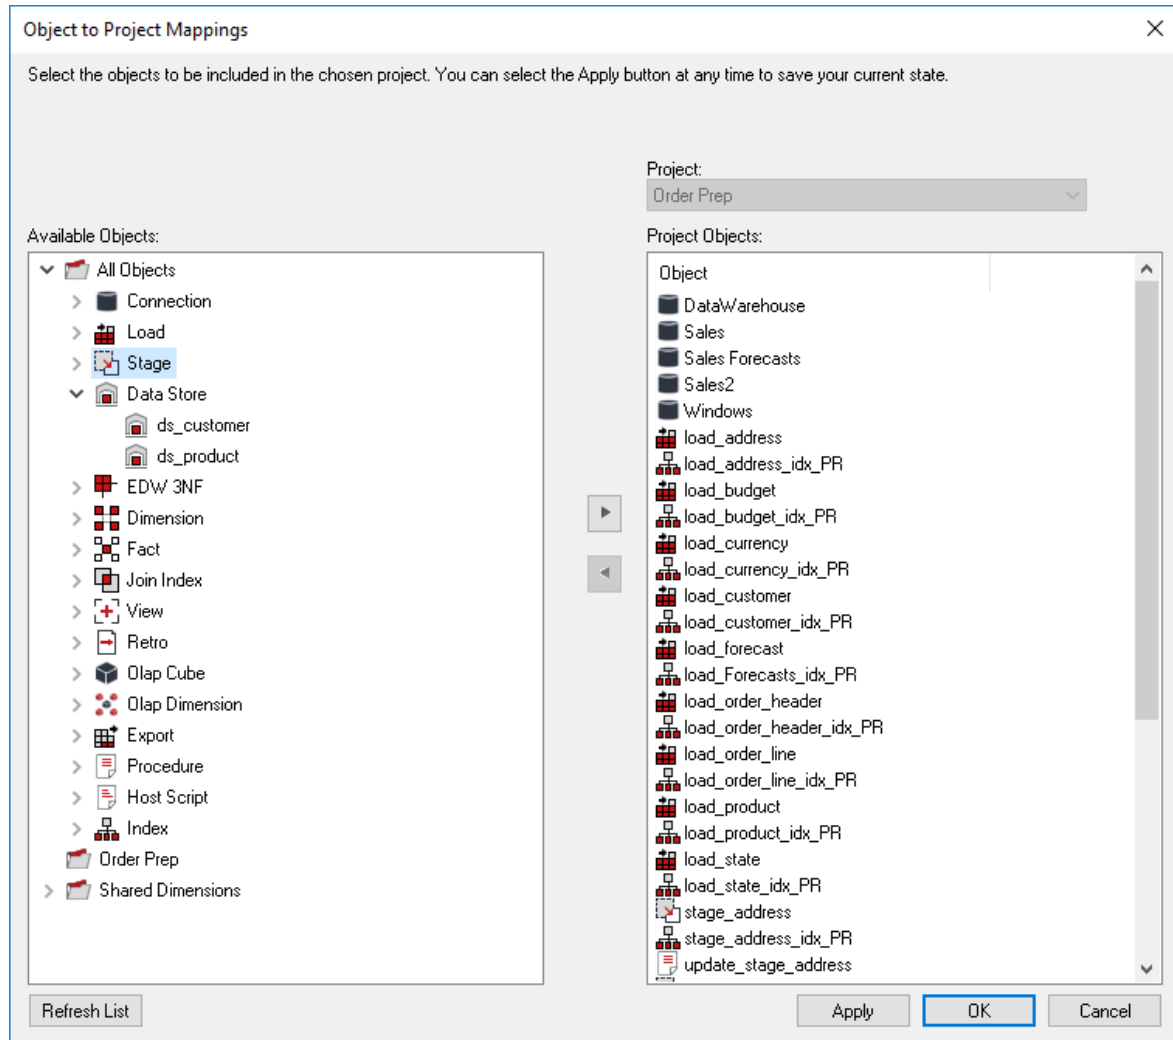 Object to Project Mappings
Select the objects to be included in the chosen project. You can select the Apply button at any time to save your current state.
Project:
Order Prep
Available Objects:
All Objects
Connection
Load
Stage
Data Store
ds_customer
ds_product
EDW 3NF
Dimension
Fact
Join Index
View
Retro
Olap Cube
Olap Dimension
Export
Procedure
Host Script
Index
Order Prep
Shared Dimensions
Project Objects:
Object
DataWarehouse
Sales
Sales Forecasts
Sales2
Windows
load_address
load_address_idx_PR
load_budget
load_budget_idx_PR
load_currency
load_currency_idx_PR
load_customer
load_customer_idx_PR
load_forecast
load_Forecasts_idx_PR
load_order_header
load_order_header_idx_PR
load_order_line
load_order_line_idx_PR
load_product
load_product_idx_PR
load_state
load_state_idx_PR
stage_address
stage_address_idx_PR
update_stage_address
Refresh List
Apply
OK
Cancel